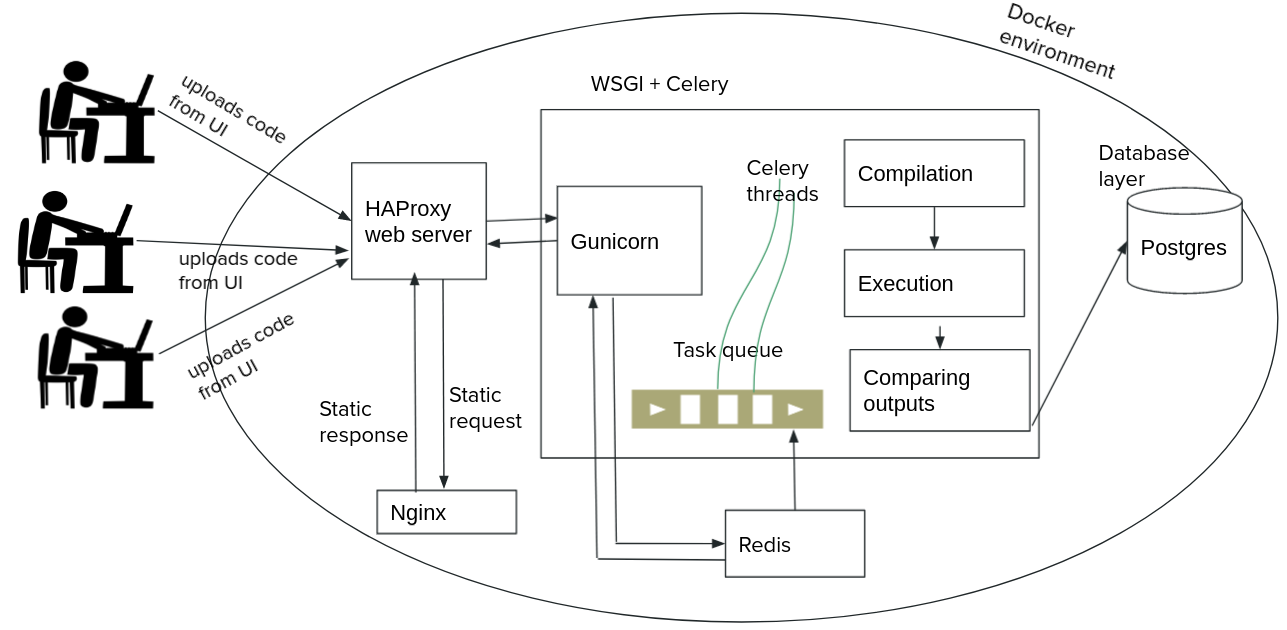 Docker
environment
WSGI + Celery
uploads code
from UI
uploads code
from UI
uploads code
from UI
HAProxy
web server
Gunicorn
Celery
threads
Task queue
Compilation
Execution
Comparing
outputs
Database
layer
Postgres
Static
response
Static
request
Nginx
Redis